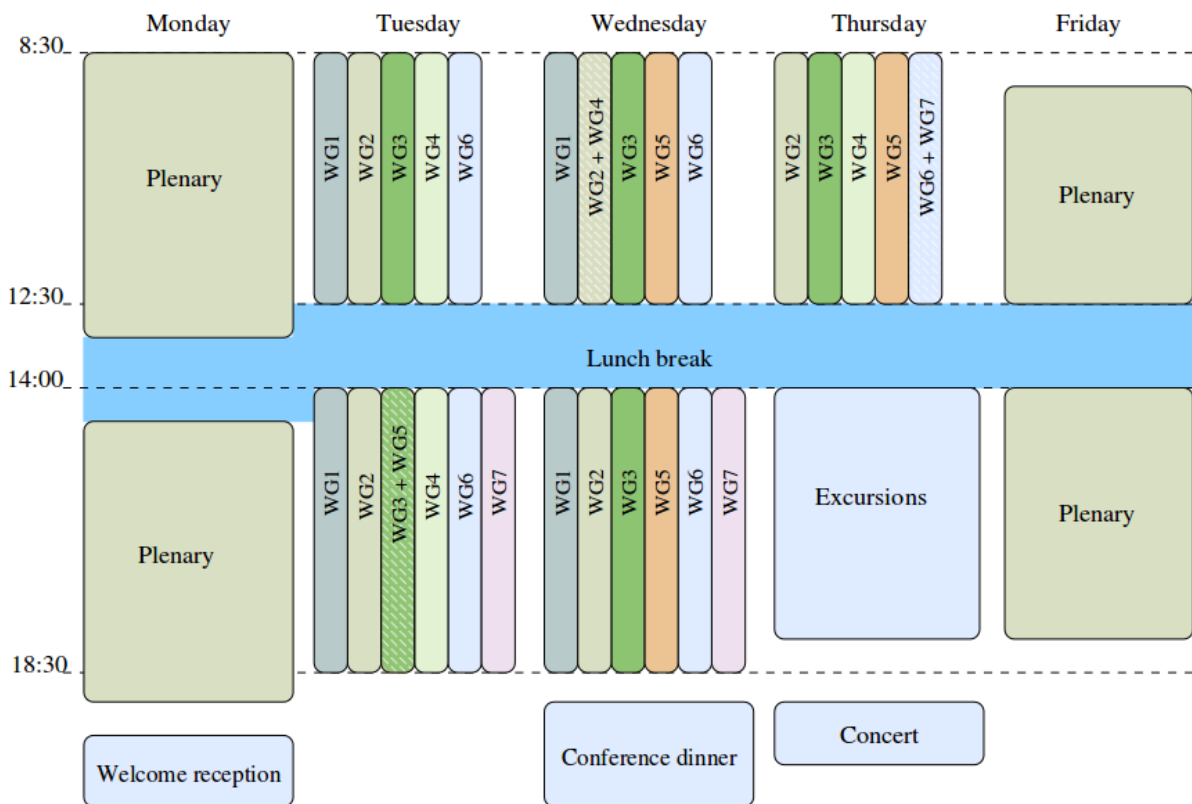 Monday
Tuesday
Wednesday
Thursday
Friday
8:30
Plenary
WG1
WG2
WG3
WG4
WG6
WG1
WG2 + WG4
WG3
WG5
WG6
WG2
WG3
WG4
WG5
WG6 + WG7
Plenary
12:30
Lunch break
14:00
Plenary
WG1
WG2
WG3 + WG5
WG4
WG6
WG7
WG1
WG2
WG3
WG5
WG6
WG7
Excursions
Plenary
18:30
Welcome reception
Conference dinner
Concert